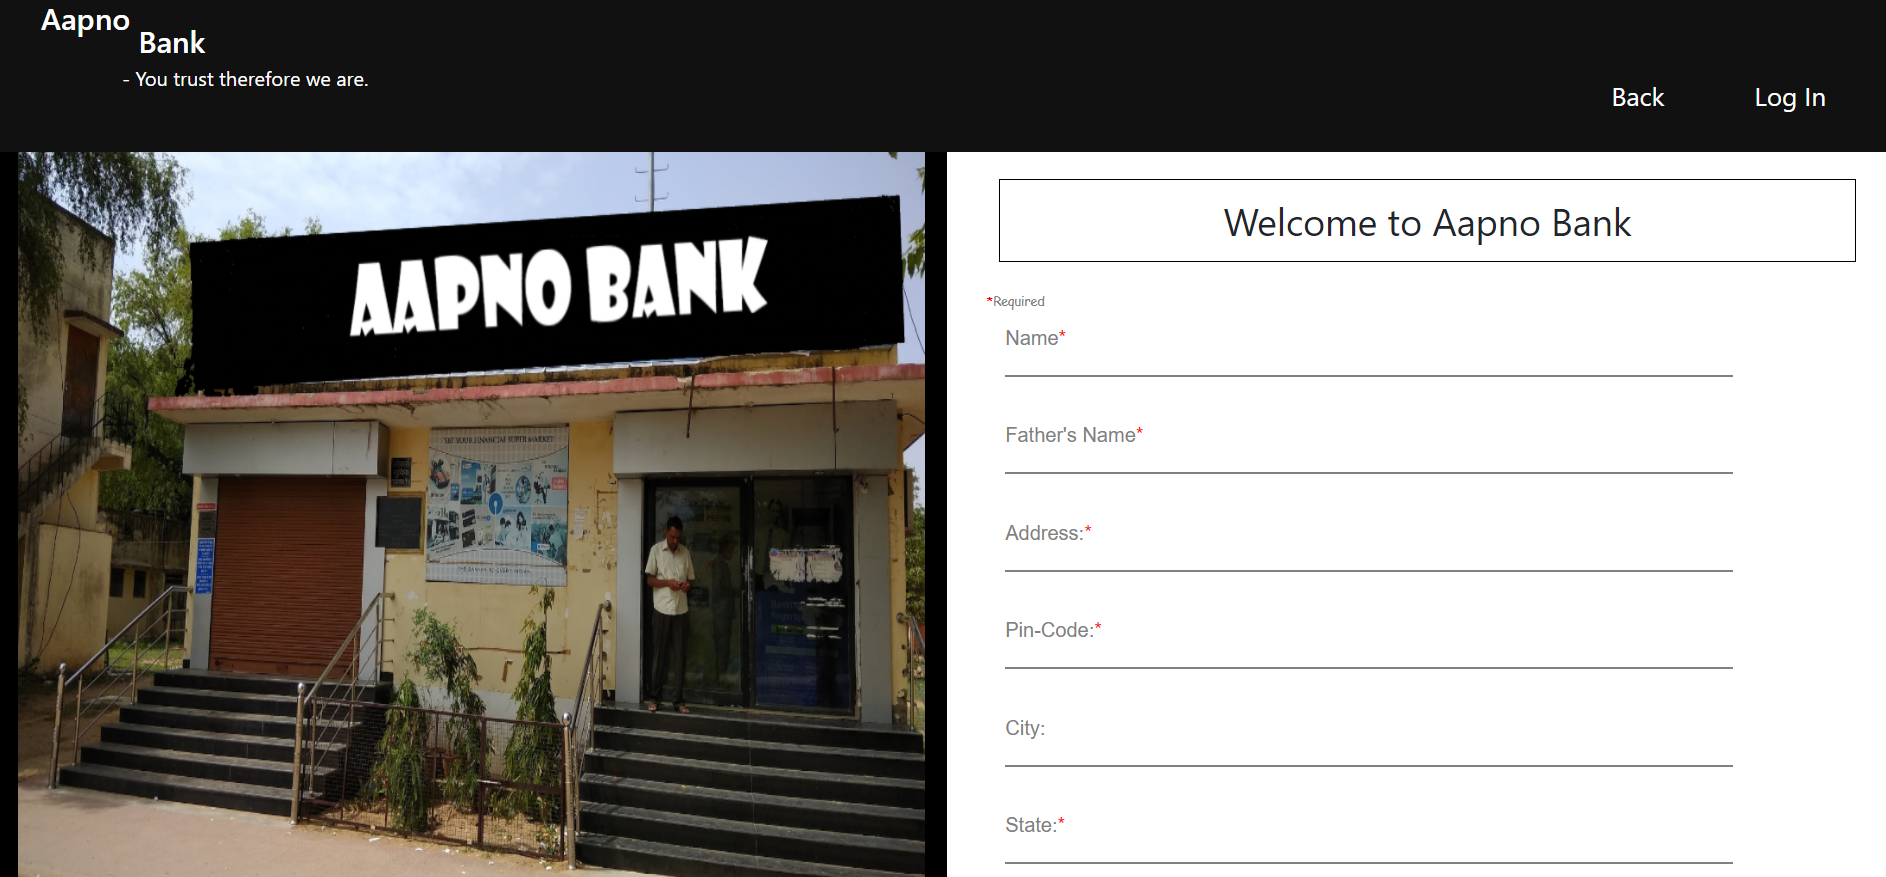 Aapno
Bank
- You trust therefore we are.
Back
Log In
AAPNO BANK
Welcome to Aapno Bank
*Required
Name*
Father's Name*
Address:*
Pin-Code:*
City:
State:*